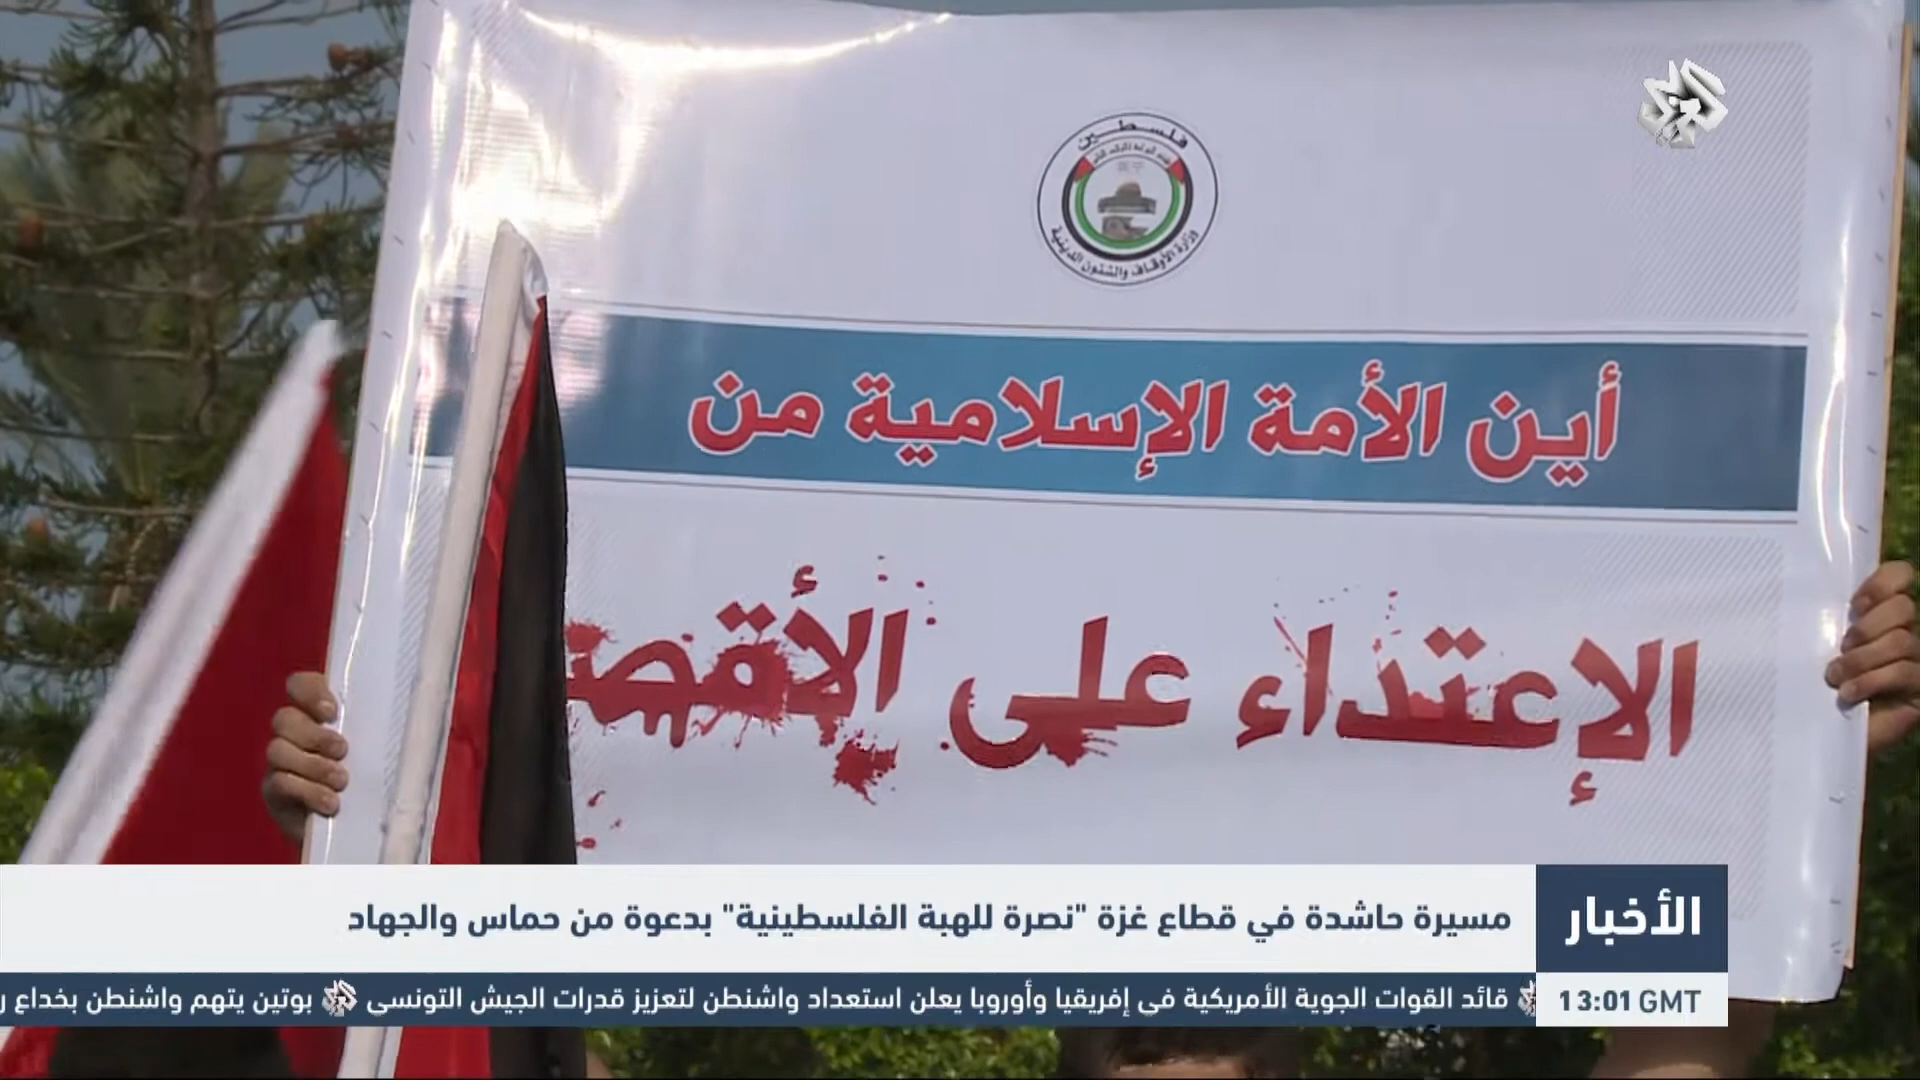 فلسطين
وزارة الأوقاف والشئون الدينية
أين الأمة الإسلامية من
الإعتداء على الأقصـ
الأخبار
مسيرة حاشدة في قطاع غزة "نصرة للهبة الفلسطينية" بدعوة من حماس والجهاد
13:01 GMT
قائد القوات الجوية الأمريكية في إفريقيا وأوروبا يعلن استعداد واشنطن لتعزيز قدرات الجيش التونسي بوتين يتهم واشنطن بخداع ر